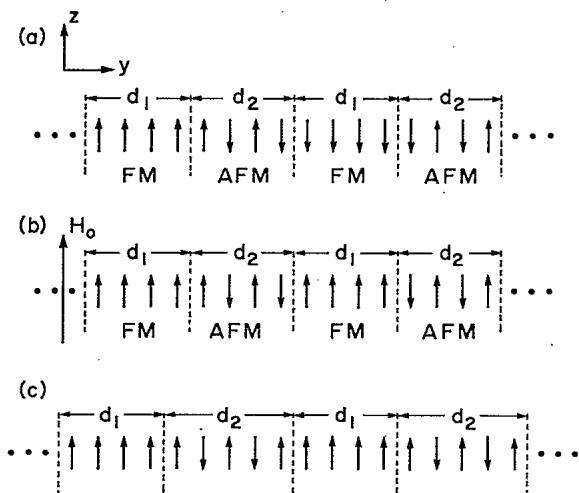 (a)
z
y
d1 d2 d1 d2
FM AFM FM AFM
(b)
H0
d1 d2 d1 d2
FM AFM FM AFM
(c)
d1 d2 d1 d2